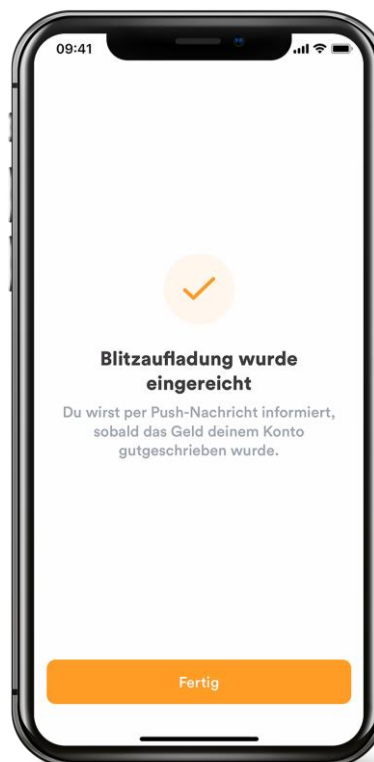 09:41
Blitzaufladung wurde
eingereicht
Du wirst per Push-Nachricht informiert,
sobald das Geld deinem Konto
gutgeschrieben wurde.
Fertig